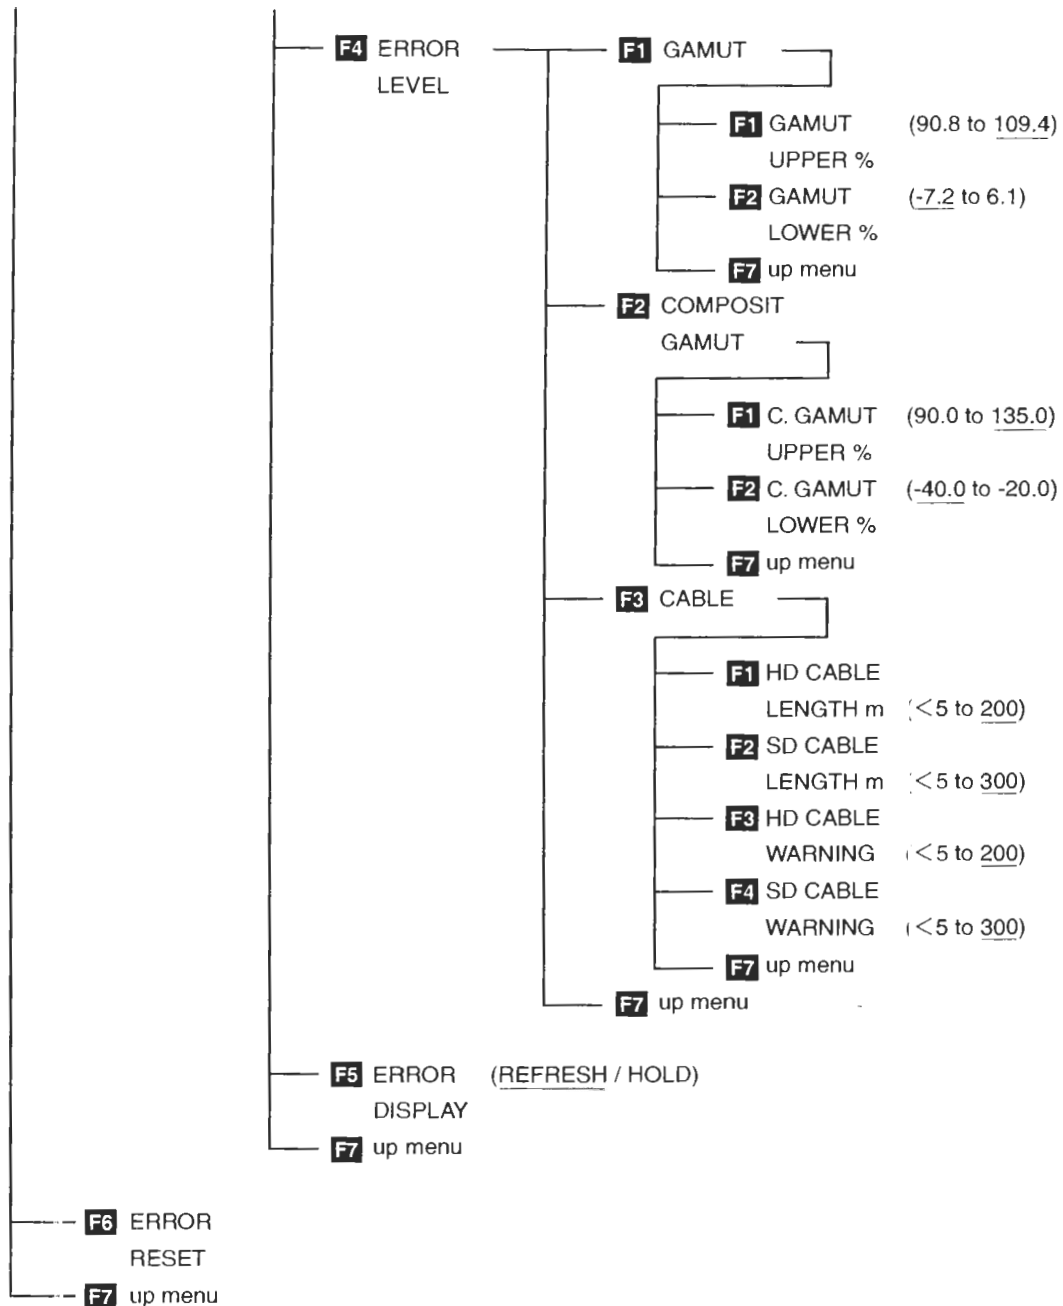 F4 ERROR F1 GAMUT
LEVEL
F1 GAMUT (90.8 to 109.4)
UPPER %
F2 GAMUT (-7.2 to 6.1)
LOWER %
F7 up menu
F2 COMPOSIT
GAMUT
F1 C. GAMUT (90.0 to 135.0)
UPPER %
F2 C. GAMUT (-40.0 to -20.0)
LOWER %
F7 up menu
F3 CABLE
F1 HD CABLE
LENGTH m (<5 to 200)
F2 SD CABLE
LENGTH m (<5 to 300)
F3 HD CABLE
WARNING (<5 to 200)
F4 SD CABLE
WARNING (<5 to 300)
F7 up menu
F7 up menu
F5 ERROR (REFRESH / HOLD)
DISPLAY
F7 up menu
F6 ERROR
RESET
F7 up menu